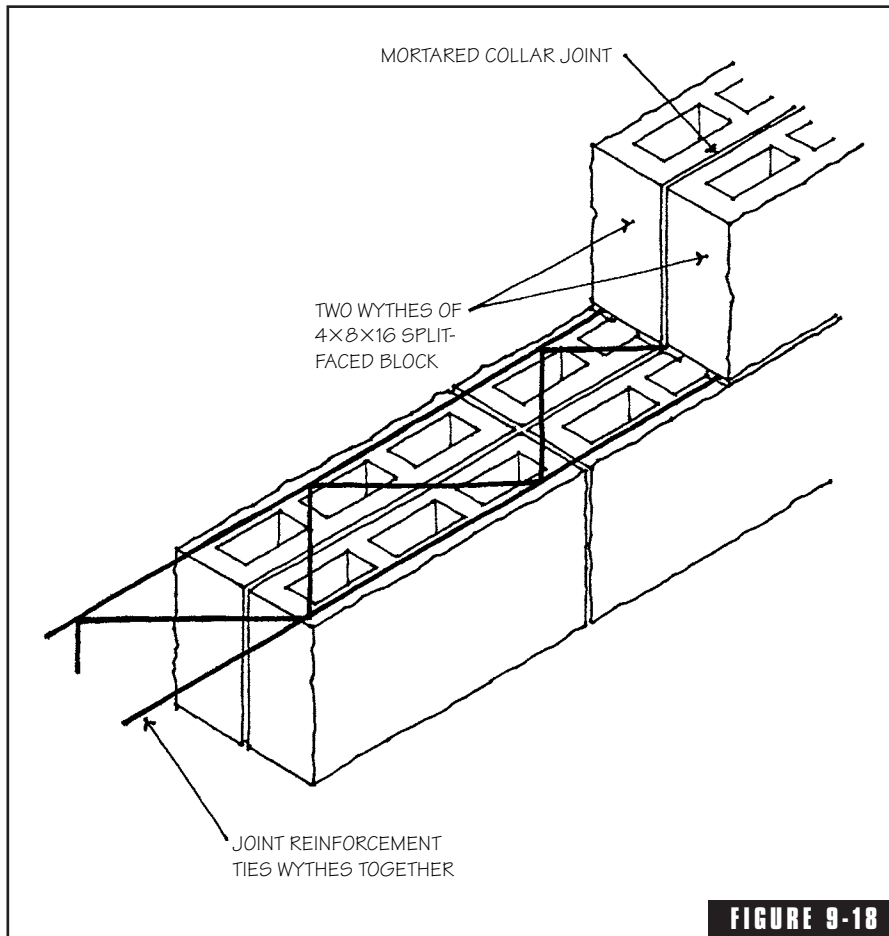 MORTARED COLLAR JOINT
TWO WYTHES OF
4×8×16 SPLIT-
FACED BLOCK
JOINT REINFORCEMENT
TIES WYTHES TOGETHER
FIGURE 9-18